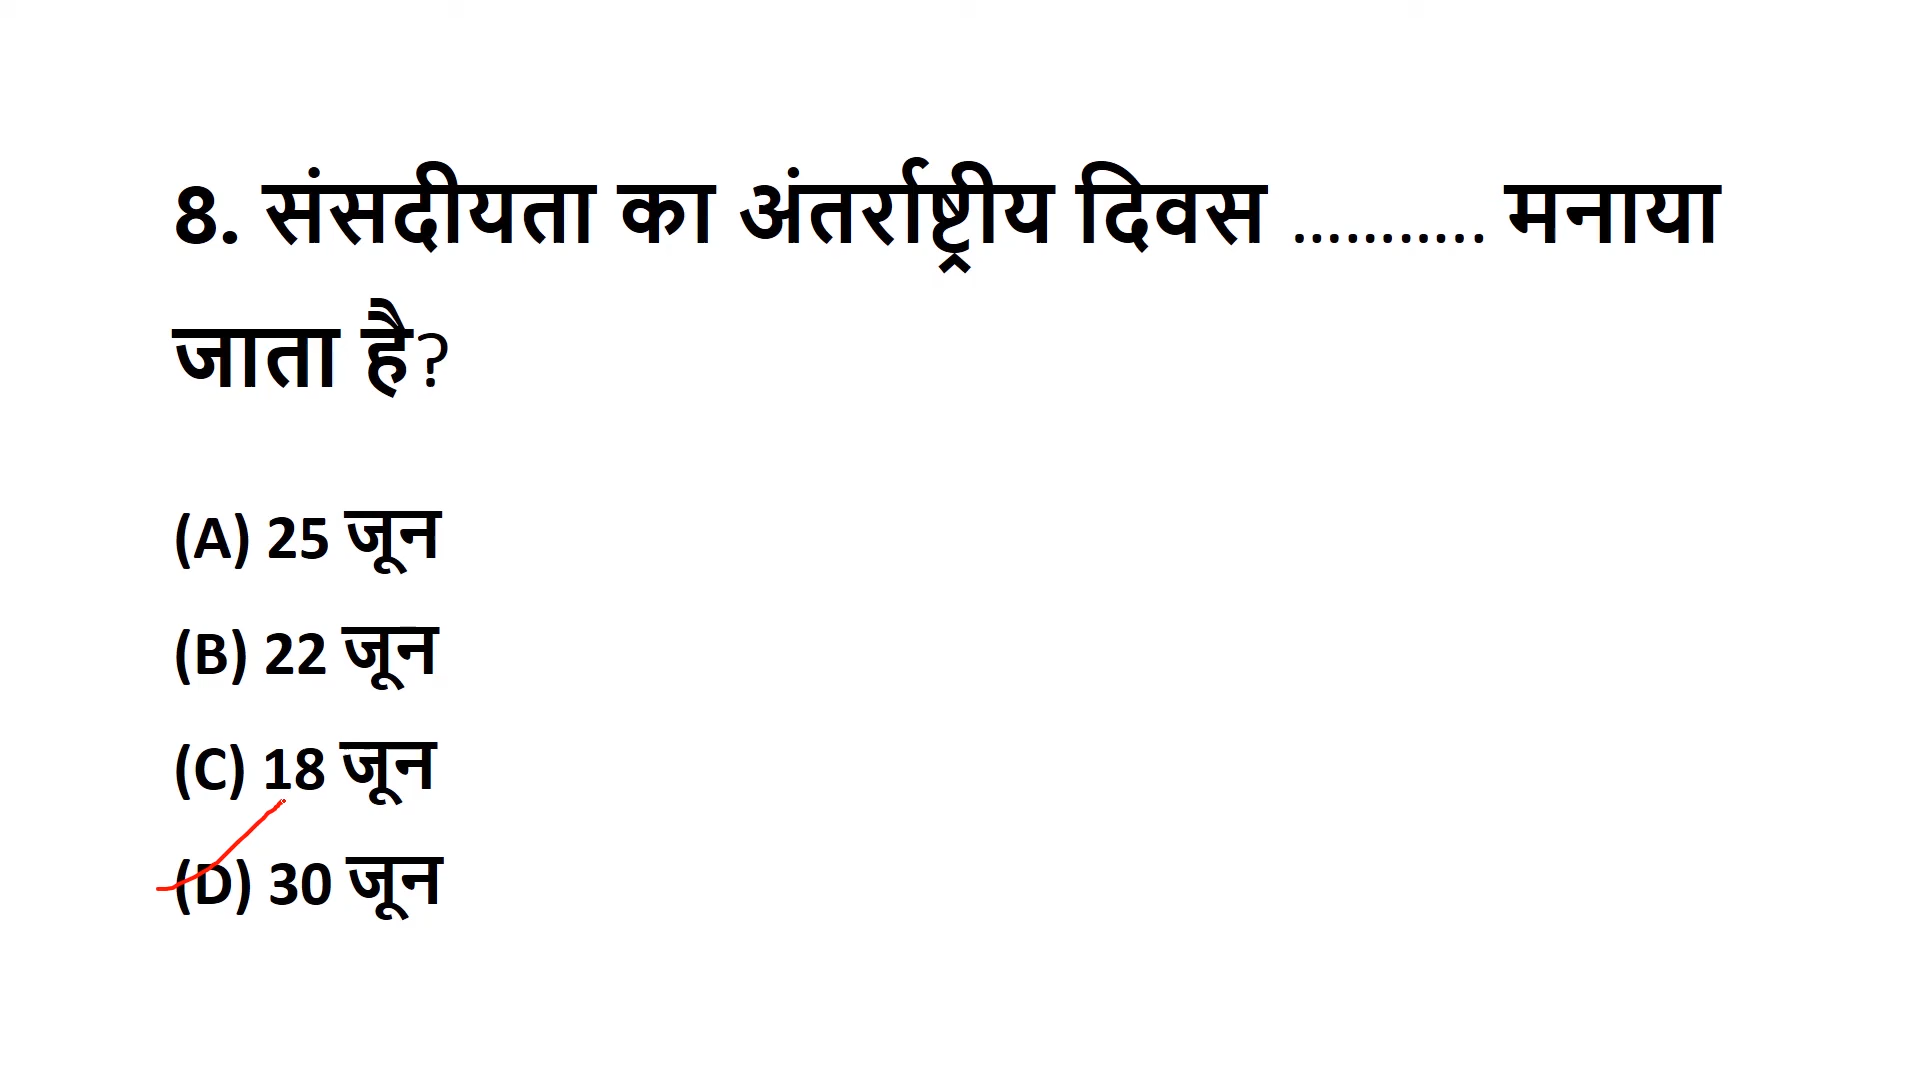 8. संसदीयता का अंतर्राष्ट्रीय दिवस ........... मनाया
जाता है?
(A) 25 जून
(B) 22 जून
(C) 18 जून
(D) 30 जून